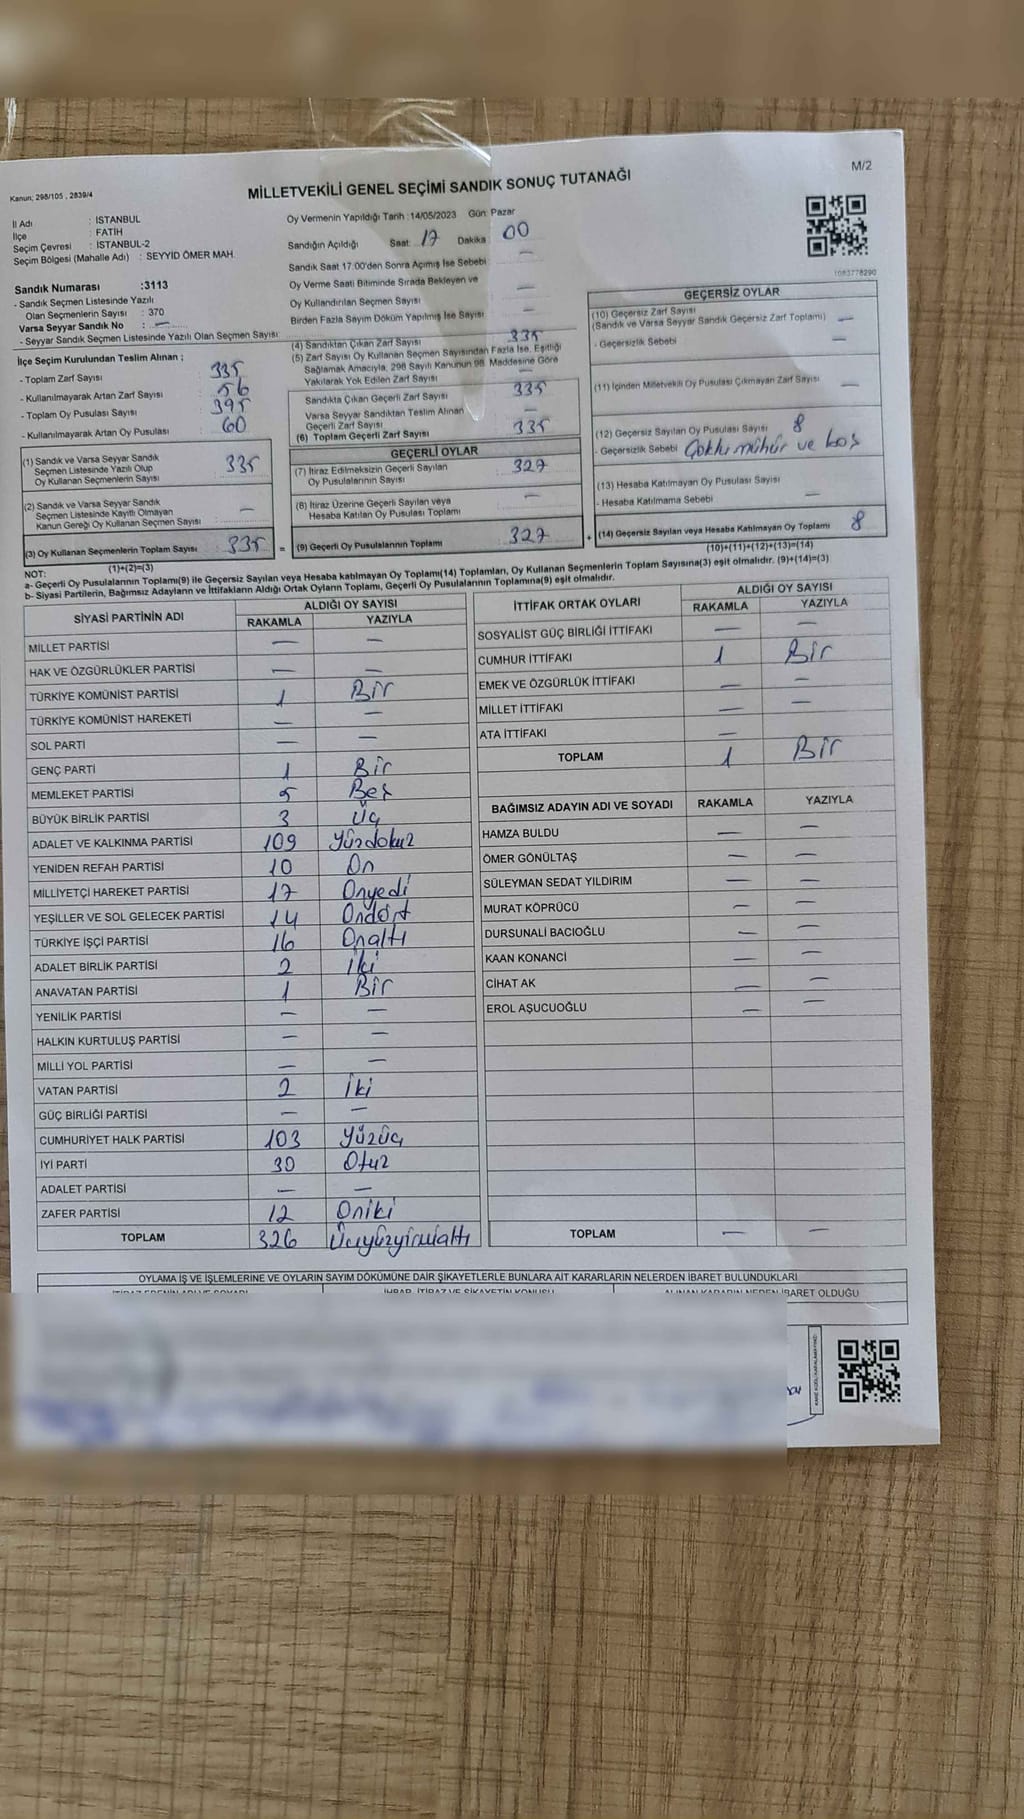 M/2
Kanun; 298/105 , 2839/4
MİLLETVEKİLİ GENEL SEÇİMİ SANDIK SONUÇ TUTANAĞI
İl Adı : İSTANBUL
İlçe : FATİH
Seçim Çevresi : İSTANBUL-2
Seçim Bölgesi (Mahalle Adı) : SEYYİD ÖMER MAH.
Sandık Numarası :3113
- Sandık Seçmen Listesinde Yazılı
Olan Seçmenlerin Sayısı : 370
Varsa Seyyar Sandık No : —
- Seyyar Sandık Seçmen Listesinde Yazılı Olan Seçmen Sayısı :
Oy Vermenin Yapıldığı Tarih :14/05/2023 Gün: Pazar
Sandığın Açıldığı Saat: 17 Dakika 00
Sandık Saat 17:00'den Sonra Açımış İse Sebebi —
Oy Verme Saati Bitiminde Sırada Bekleyen ve
Oy Kullandırılan Seçmen Sayısı —
Birden Fazla Sayım Döküm Yapılmış İse Sayısı —
1083778290
İlçe Seçim Kurulundan Teslim Alınan ;
- Toplam Zarf Sayısı : 335
- Kullanılmayarak Artan Zarf Sayısı : 56
- Toplam Oy Pusulası Sayısı : 395
- Kullanılmayarak Artan Oy Pusulası : 60
(4) Sandıktan Çıkan Zarf Sayısı 335
(5) Zarf Sayısı Oy Kullanan Seçmen Sayısından Fazla İse, Eşitliği
Sağlamak Amacıyla, 298 Sayılı Kanunun 98. Maddesine Göre
Yakılarak Yok Edilen Zarf Sayısı —
Sandıkta Çıkan Geçerli Zarf Sayısı 335
Varsa Seyyar Sandıktan Teslim Alınan
Geçerli Zarf Sayısı —
(6) Toplam Geçerli Zarf Sayısı 335
GEÇERSİZ OYLAR
(10) Geçersiz Zarf Sayısı
(Sandık ve Varsa Seyyar Sandık Geçersiz Zarf Toplamı) —
- Geçersizlik Sebebi —
(11) İçinden Milletvekili Oy Pusulası Çıkmayan Zarf Sayısı —
(12) Geçersiz Sayılan Oy Pusulası Sayısı 8
- Geçersizlik Sebebi Çoklu mühür ve boş
(13) Hesaba Katılmayan Oy Pusulası Sayısı
- Hesaba Katılmama Sebebi —
(14) Geçersiz Sayılan veya Hesaba Katılmayan Oy Toplamı 8
(10)+(11)+(12)+(13)=(14)
(1) Sandık ve Varsa Seyyar Sandık
Seçmen Listesinde Yazılı Olup
Oy Kullanan Seçmenlerin Sayısı : 335
(2) Sandık ve Varsa Seyyar Sandık
Seçmen Listesinde Kayıtlı Olmayan
Kanun Gereği Oy Kullanan Seçmen Sayısı : —
(3) Oy Kullanan Seçmenlerin Toplam Sayısı : 335
(1)+(2)=(3)
=
GEÇERLİ OYLAR
(7) İtiraz Edilmeksizin Geçerli Sayılan
Oy Pusulalarının Sayısı 327
(8) İtiraz Üzerine Geçerli Sayılan veya
Hesaba Katılan Oy Pusulası Toplamı —
(9) Geçerli Oy Pusulalarının Toplamı 327
+
NOT:
a- Geçerli Oy Pusulalarının Toplamı(9) ile Geçersiz Sayılan veya Hesaba katılmayan Oy Toplamı(14) Toplamları, Oy Kullanan Seçmenlerin Toplam Sayısına(3) eşit olmalıdır. (9)+(14)=(3)
b- Siyasi Partilerin, Bağımsız Adayların ve İttifakların Aldığı Ortak Oyların Toplamı, Geçerli Oy Pusulalarının Toplamına(9) eşit olmalıdır.
SİYASİ PARTİNİN ADI ALDIĞI OY SAYISI
RAKAMLA YAZIYLA
MİLLET PARTİSİ — —
HAK VE ÖZGÜRLÜKLER PARTİSİ — —
TÜRKİYE KOMÜNİST PARTİSİ 1 Bir
TÜRKİYE KOMÜNİST HAREKETİ — —
SOL PARTİ — —
GENÇ PARTİ 1 Bir
MEMLEKET PARTİSİ 5 Beş
BÜYÜK BİRLİK PARTİSİ 3 Üç
ADALET VE KALKINMA PARTİSİ 109 Yüzdokuz
YENİDEN REFAH PARTİSİ 10 On
MİLLİYETÇİ HAREKET PARTİSİ 17 Onyedi
YEŞİLLER VE SOL GELECEK PARTİSİ 14 Ondört
TÜRKİYE İŞÇİ PARTİSİ 16 Onaltı
ADALET BİRLİK PARTİSİ 2 İki
ANAVATAN PARTİSİ 1 Bir
YENİLİK PARTİSİ — —
HALKIN KURTULUŞ PARTİSİ — —
MİLLİ YOL PARTİSİ — —
VATAN PARTİSİ 2 İki
GÜÇ BİRLİĞİ PARTİSİ — —
CUMHURİYET HALK PARTİSİ 103 Yüzüç
İYİ PARTİ 30 Otuz
ADALET PARTİSİ — —
ZAFER PARTİSİ 12 Oniki
TOPLAM 326 Üçyüzyirmialtı
İTTİFAK ORTAK OYLARI ALDIĞI OY SAYISI
RAKAMLA YAZIYLA
SOSYALİST GÜÇ BİRLİĞİ İTTİFAKI — —
CUMHUR İTTİFAKI 1 Bir
EMEK VE ÖZGÜRLÜK İTTİFAKI — —
MİLLET İTTİFAKI — —
ATA İTTİFAKI —
TOPLAM 1 Bir
BAĞIMSIZ ADAYIN ADI VE SOYADI RAKAMLA YAZIYLA
HAMZA BULDU — —
ÖMER GÖNÜLTAŞ — —
SÜLEYMAN SEDAT YILDIRIM — —
MURAT KÖPRÜCÜ — —
DURSUNALİ BACIOĞLU — —
KAAN KONANCİ — —
CİHAT AK — —
EROL AŞUCUOĞLU — —
TOPLAM — —
OYLAMA İŞ VE İŞLEMLERİNE VE OYLARIN SAYIM DÖKÜMÜNE DAİR ŞİKAYETLERLE BUNLARA AİT KARARLARIN NELERDEN İBARET BULUNDUKLARI
İHBAR, İTİRAZ VE ŞİKAYETİN KONUSU
ALINAN KARARIN NEDEN İBARET OLDUĞU